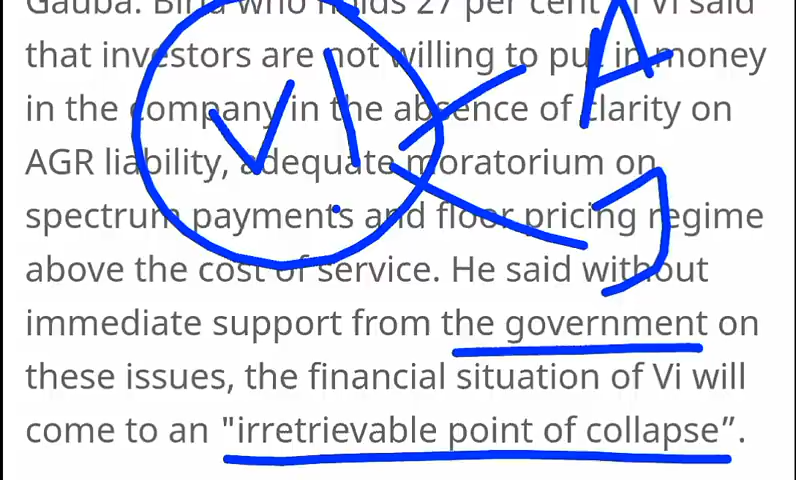 Gauba. Birla who holds 27 per cent in Vi said
that investors are not willing to put in money
in the company in the absence of clarity on
AGR liability, adequate moratorium on
spectrum payments and floor pricing regime
above the cost of service. He said without
immediate support from the government on
these issues, the financial situation of Vi will
come to an "irretrievable point of collapse”.
VI
A
J